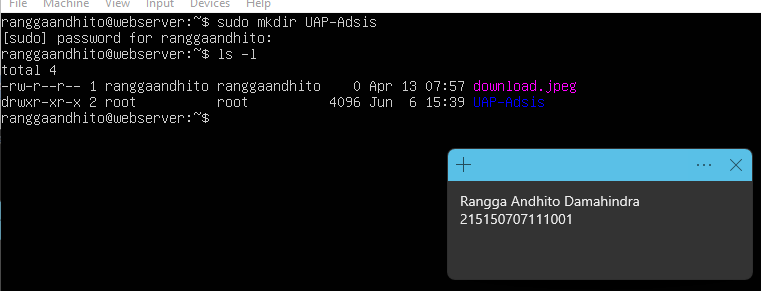 File Machine View Input Devices Help
ranggaandhito@webserver:~$ sudo mkdir UAP-Adsis
[sudo] password for ranggaandhito:
ranggaandhito@webserver:~$ ls -l
total 4
-rw-r--r-- 1 ranggaandhito ranggaandhito    0 Apr 13 07:57 download.jpeg
drwxr-xr-x 2 root          root          4096 Jun  6 15:39 UAP-Adsis
ranggaandhito@webserver:~$
Rangga Andhito Damahindra
215150707111001